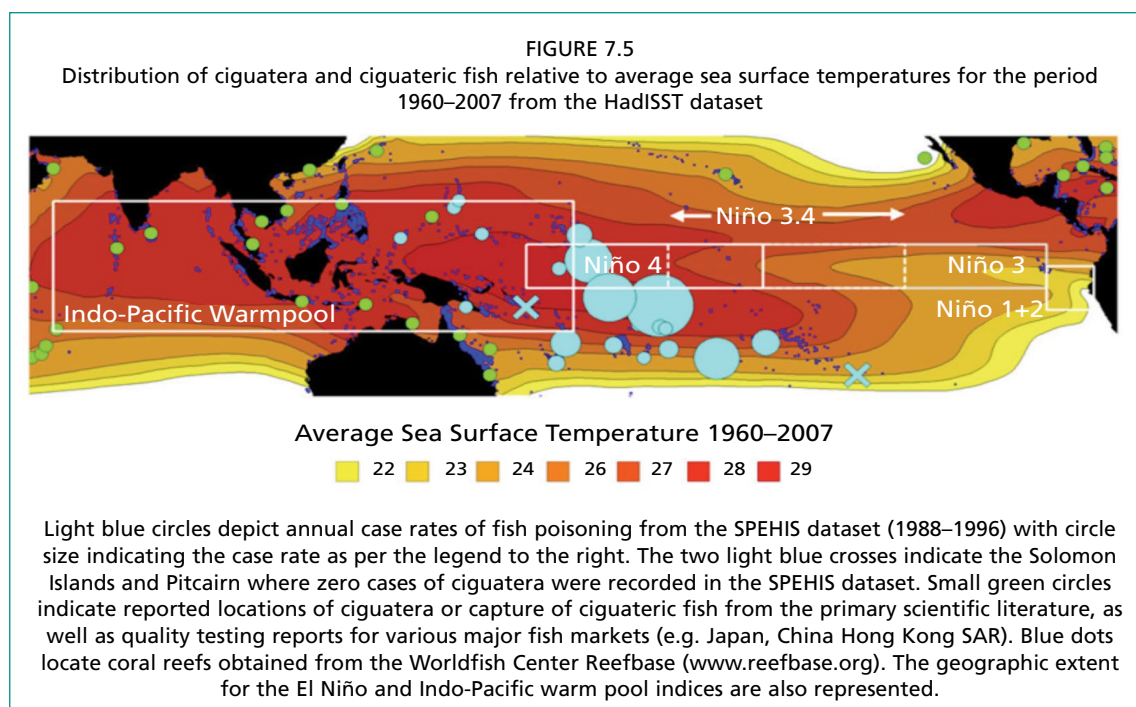 FIGURE 7.5
Distribution of ciguatera and ciguateric fish relative to average sea surface temperatures for the period
1960–2007 from the HadISST dataset
Niño 3.4
Niño 4
Niño 3
Indo-Pacific Warmpool
Niño 1+2
Average Sea Surface Temperature 1960–2007
22 23 24 26 27 28 29
Light blue circles depict annual case rates of fish poisoning from the SPEHIS dataset (1988–1996) with circle
size indicating the case rate as per the legend to the right. The two light blue crosses indicate the Solomon
Islands and Pitcairn where zero cases of ciguatera were recorded in the SPEHIS dataset. Small green circles
indicate reported locations of ciguatera or capture of ciguateric fish from the primary scientific literature, as
well as quality testing reports for various major fish markets (e.g. Japan, China Hong Kong SAR). Blue dots
locate coral reefs obtained from the Worldfish Center Reefbase (www.reefbase.org). The geographic extent
for the El Niño and Indo-Pacific warm pool indices are also represented.